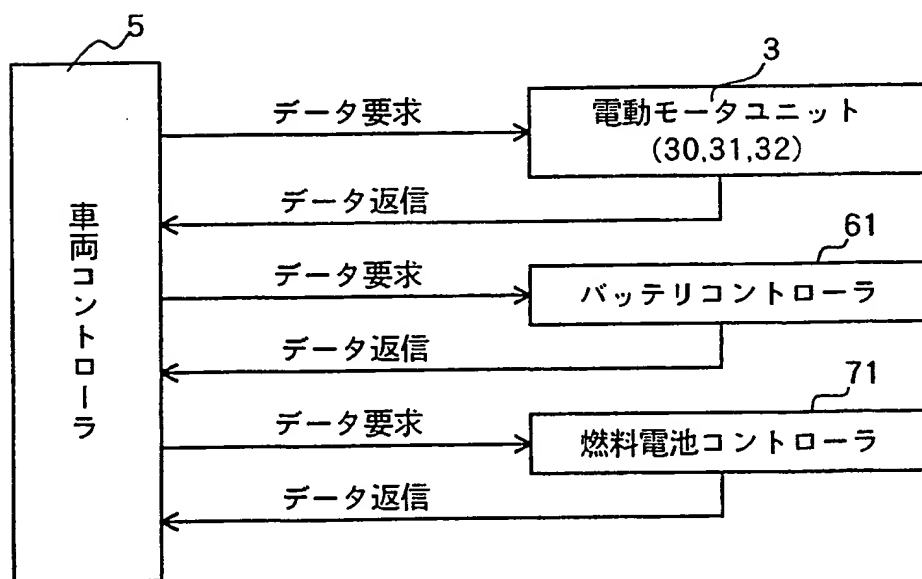 5
車両コントローラ
データ要求
3
電動モータユニット
(30,31,32)
データ返信
データ要求
61
バッテリコントローラ
データ返信
データ要求
71
燃料電池コントローラ
データ返信